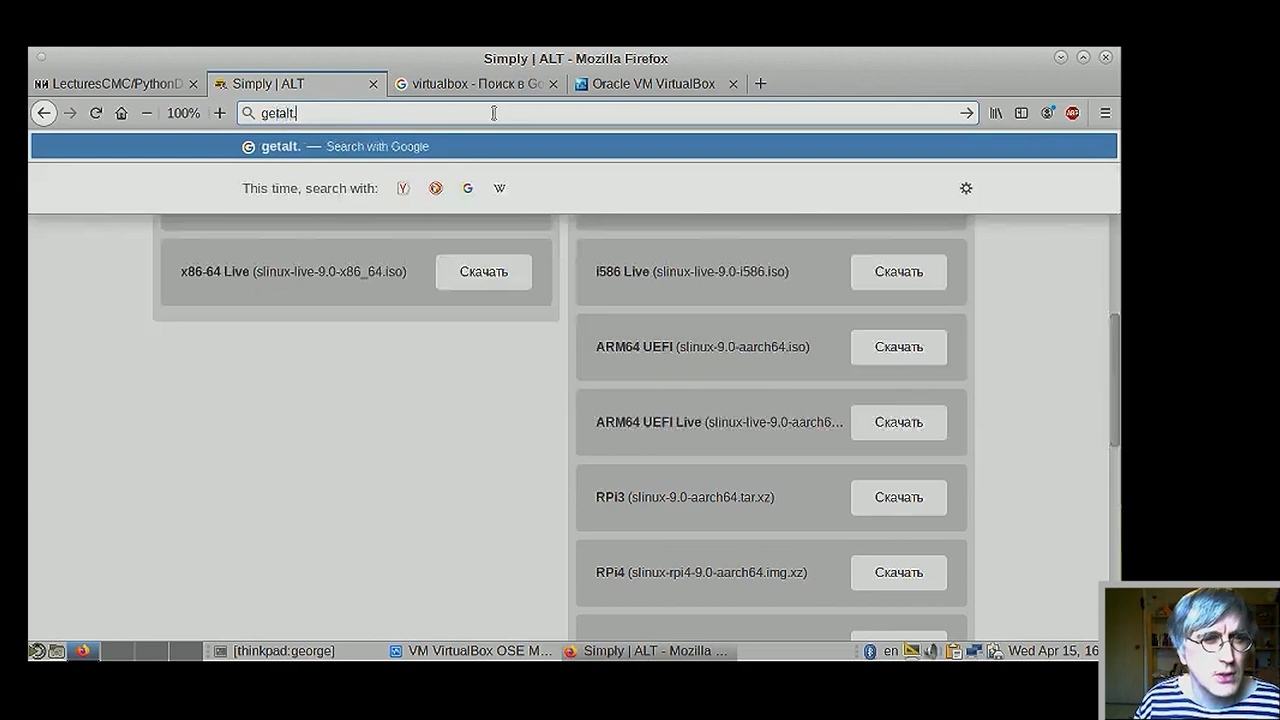 Simply | ALT - Mozilla Firefox
LecturesCMC/PythonD
Simply | ALT
virtualbox - Поиск в Go
Oracle VM VirtualBox
100%
getalt.
getalt. — Search with Google
This time, search with:
x86-64 Live (slinux-live-9.0-x86_64.iso)
Скачать
i586 Live (slinux-live-9.0-i586.iso)
Скачать
ARM64 UEFI (slinux-9.0-aarch64.iso)
Скачать
ARM64 UEFI Live (slinux-live-9.0-aarch6...
Скачать
RPi3 (slinux-9.0-aarch64.tar.xz)
Скачать
RPi4 (slinux-rpi4-9.0-aarch64.img.xz)
Скачать
[thinkpad:george]
VM VirtualBox OSE M...
Simply | ALT - Mozilla ...
en
Wed Apr 15, 16